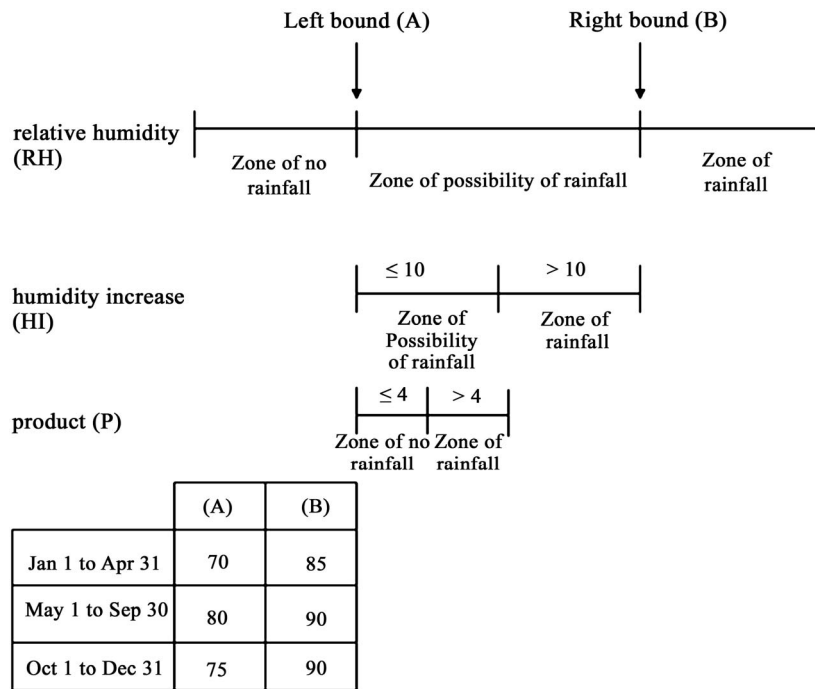 Left bound (A)
Right bound (B)
relative humidity
(RH)
Zone of no
rainfall
Zone of possibility of rainfall
Zone of
rainfall
≤ 10
> 10
humidity increase
(HI)
Zone of
Possibility
of rainfall
Zone of
rainfall
≤ 4
> 4
product (P)
Zone of no
rainfall
Zone of
rainfall
(A) (B)
Jan 1 to Apr 31 70 85
May 1 to Sep 30 80 90
Oct 1 to Dec 31 75 90